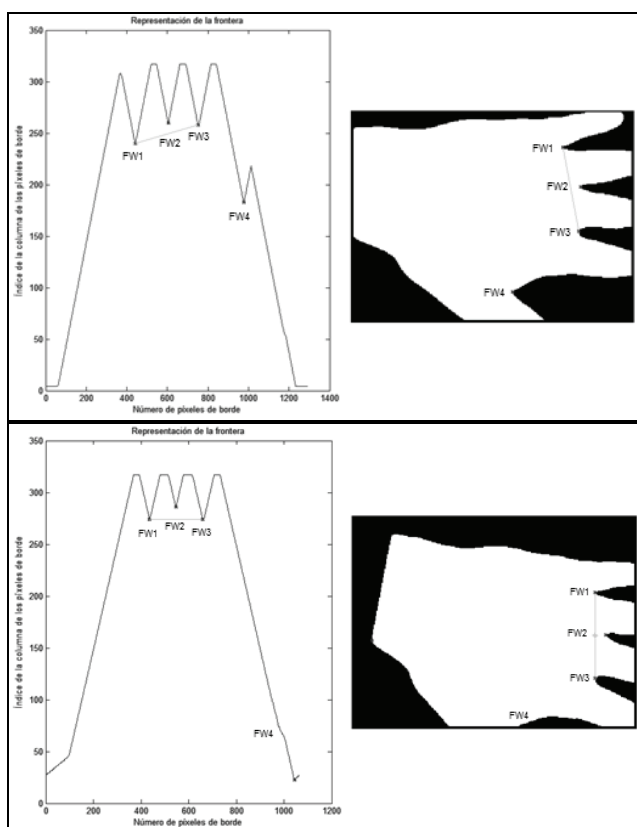 Representación de la frontera
350
300
250
200
150
100
50
0
Índice de la columna de los píxeles de borde
FW1
FW2
FW3
FW4
0 200 400 600 800 1000 1200 1400
Número de píxeles de borde
FW1
FW2
FW3
FW4
Representación de la frontera
350
300
250
200
150
100
50
0
Índice de la columna de los píxeles de borde
FW1
FW2
FW3
FW4
0 200 400 600 800 1000 1200
Número de píxeles de borde
FW1
FW2
FW3
FW4